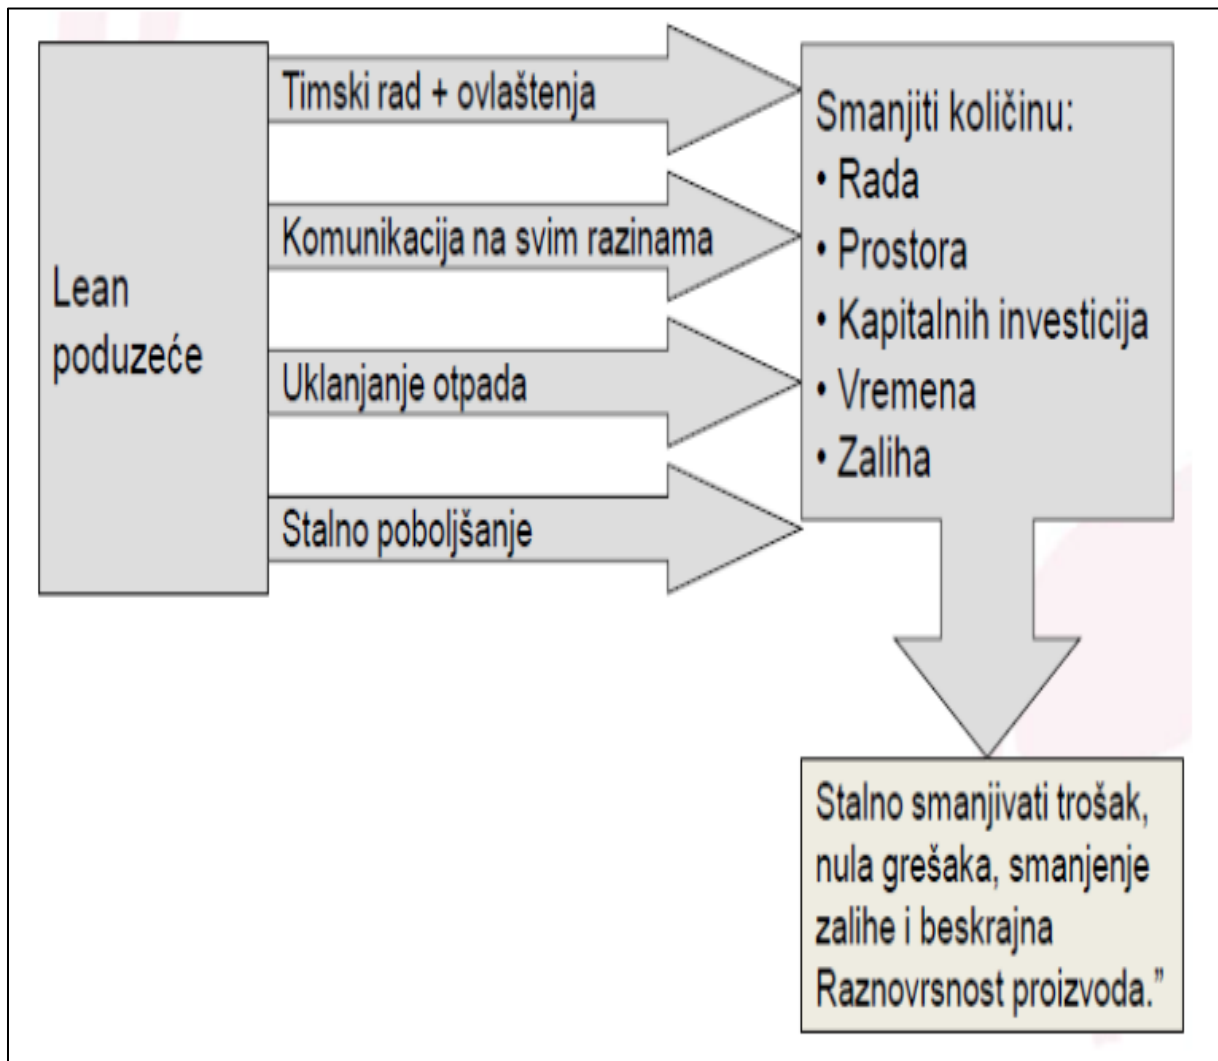 Lean
poduzeće
Timski rad + ovlaštenja
Komunikacija na svim razinama
Uklanjanje otpada
Stalno poboljšanje
Smanjiti količinu:
• Rada
• Prostora
• Kapitalnih investicija
• Vremena
• Zaliha
Stalno smanjivati trošak,
nula grešaka, smanjenje
zalihe i beskrajna
Raznovrsnost proizvoda.”